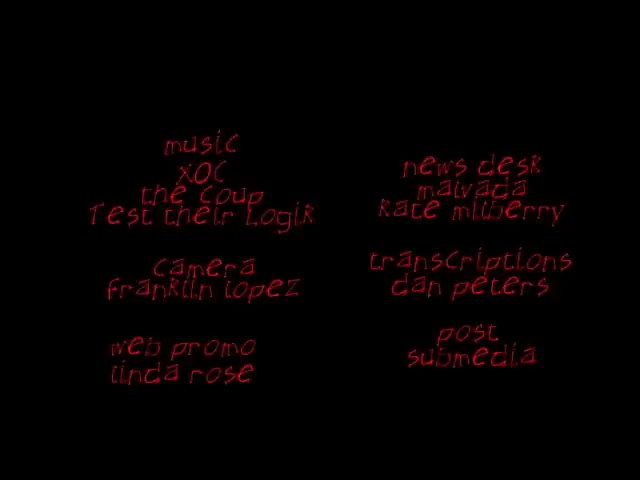 music
XOC
the coup
Test their Logik
camera
franklin lopez
web promo
linda rose
news desk
malvada
kate milberry
transcriptions
dan peters
post
submedia